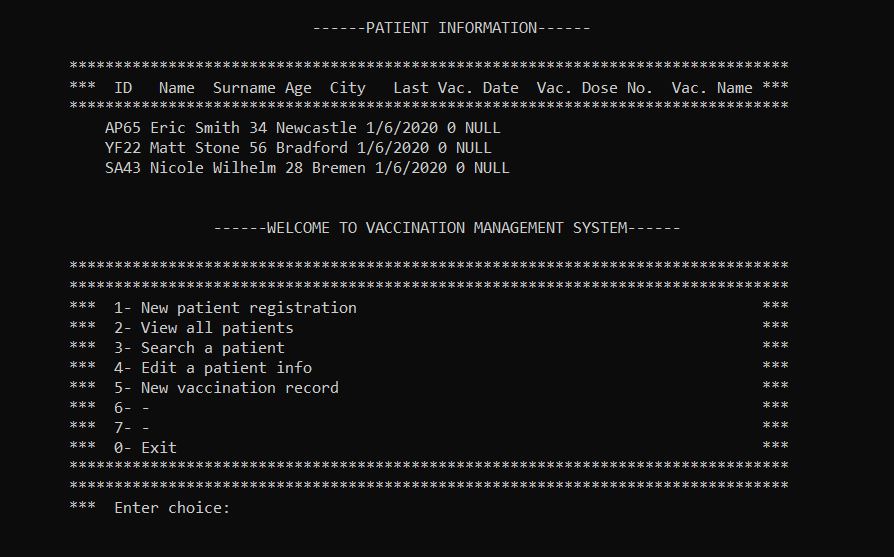 ------PATIENT INFORMATION------
********************************************************************************
***  ID   Name  Surname Age  City   Last Vac. Date  Vac. Dose No.  Vac. Name ***
********************************************************************************
AP65 Eric Smith 34 Newcastle 1/6/2020 0 NULL
YF22 Matt Stone 56 Bradford 1/6/2020 0 NULL
SA43 Nicole Wilhelm 28 Bremen 1/6/2020 0 NULL
------WELCOME TO VACCINATION MANAGEMENT SYSTEM------
********************************************************************************
********************************************************************************
***  1- New patient registration                                             ***
***  2- View all patients                                                    ***
***  3- Search a patient                                                     ***
***  4- Edit a patient info                                                  ***
***  5- New vaccination record                                               ***
***  6- -                                                                    ***
***  7- -                                                                    ***
***  0- Exit                                                                 ***
********************************************************************************
********************************************************************************
***  Enter choice: